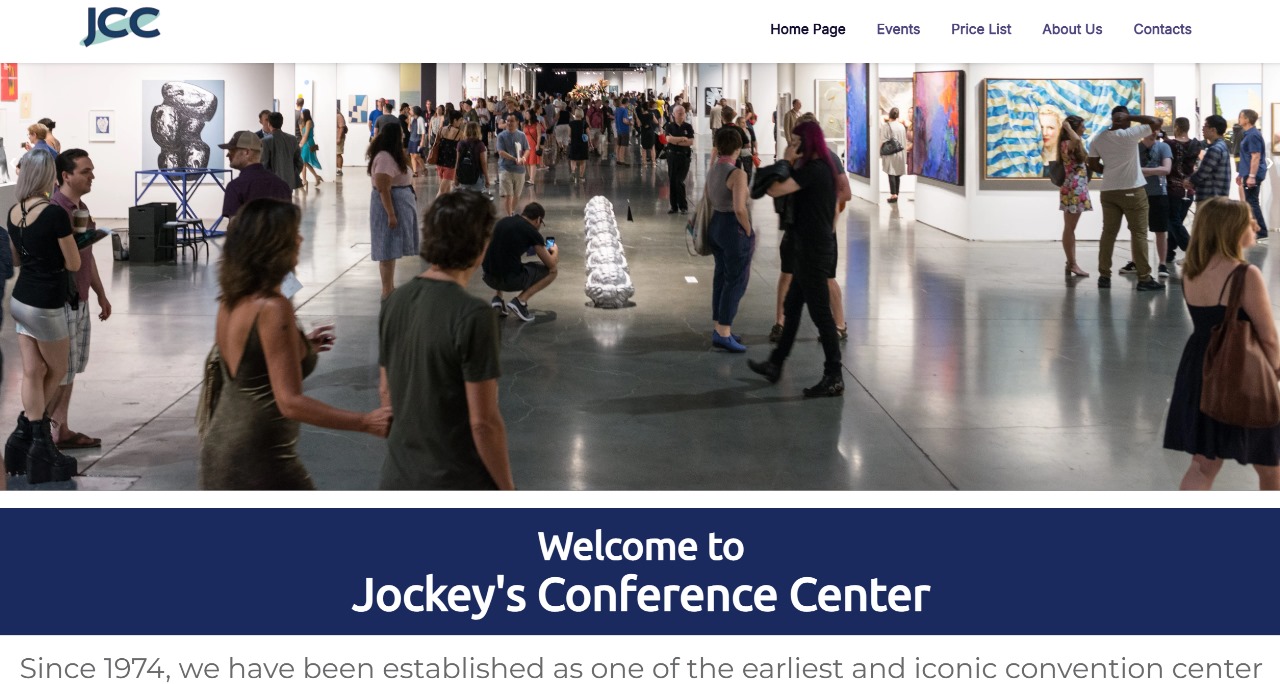 JCC
Home Page Events Price List About Us Contacts
Welcome to
Jockey's Conference Center
Since 1974, we have been established as one of the earliest and iconic convention center